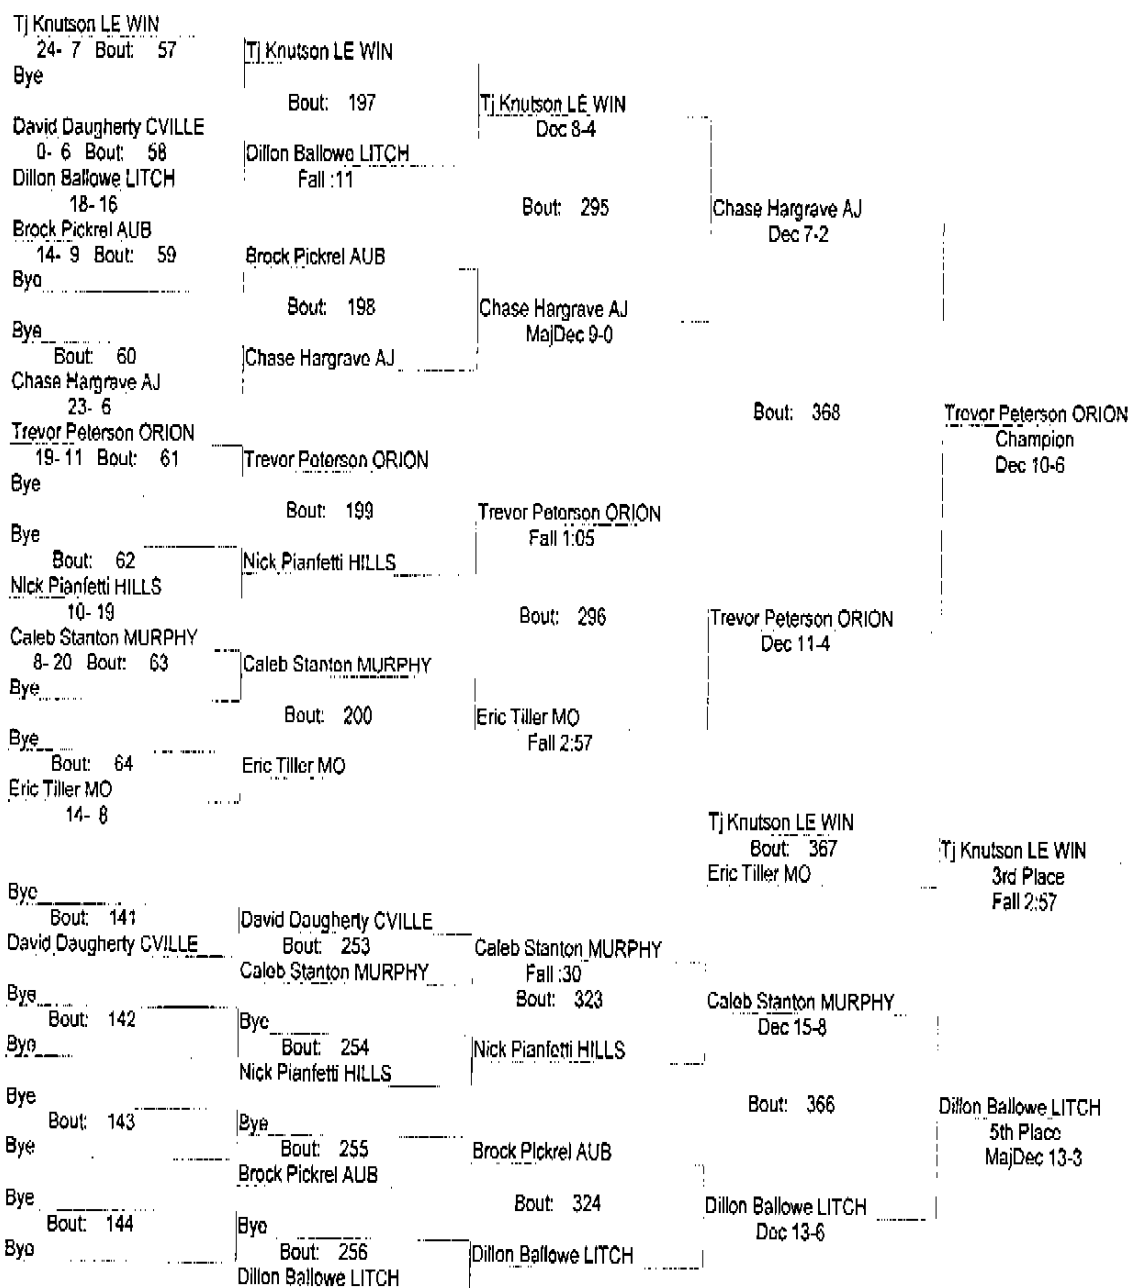 Tj Knutson LE WIN
24- 7 Bout: 57
Bye
David Daugherty CVILLE
0- 6 Bout: 58
Dillon Ballowe LITCH
18- 16
Brock Pickrel AUB
14- 9 Bout: 59
Bye
Bye
Bout: 60
Chase Hargrave AJ
23- 6
Trevor Peterson ORION
19- 11 Bout: 61
Bye
Bye
Bout: 62
Nick Pianfetti HILLS
10- 19
Caleb Stanton MURPHY
8- 20 Bout: 63
Bye
Bye
Bout: 64
Eric Tiller MO
14- 8
Tj Knutson LE WIN
Bout: 197
Dillon Ballowe LITCH
Fall :11
Brock Pickrel AUB
Bout: 198
Chase Hargrave AJ
Trevor Peterson ORION
Bout: 199
Nick Pianfetti HILLS
Caleb Stanton MURPHY
Bout: 200
Eric Tiller MO
Tj Knutson LE WIN
Dec 8-4
Bout: 295
Chase Hargrave AJ
MajDec 9-0
Trevor Peterson ORION
Fall 1:05
Bout: 296
Eric Tiller MO
Fall 2:57
Chase Hargrave AJ
Dec 7-2
Bout: 368
Trevor Peterson ORION
Dec 11-4
Trevor Peterson ORION
Champion
Dec 10-6
Tj Knutson LE WIN
Bout: 367
Eric Tiller MO
Tj Knutson LE WIN
3rd Place
Fall 2:57
Bye
Bout: 141
David Daugherty CVILLE
Bye
Bout: 142
Bye
Bye
Bout: 143
Bye
Bye
Bout: 144
Bye
David Daugherty CVILLE
Bout: 253
Caleb Stanton MURPHY
Bye
Bout: 254
Nick Pianfetti HILLS
Bye
Bout: 255
Brock Pickrel AUB
Bye
Bout: 256
Dillon Ballowe LITCH
Caleb Stanton MURPHY
Fall :30
Bout: 323
Nick Pianfetti HILLS
Brock Pickrel AUB
Bout: 324
Dillon Ballowe LITCH
Caleb Stanton MURPHY
Dec 15-8
Bout: 366
Dillon Ballowe LITCH
Dec 13-6
Dillon Ballowe LITCH
5th Place
MajDec 13-3